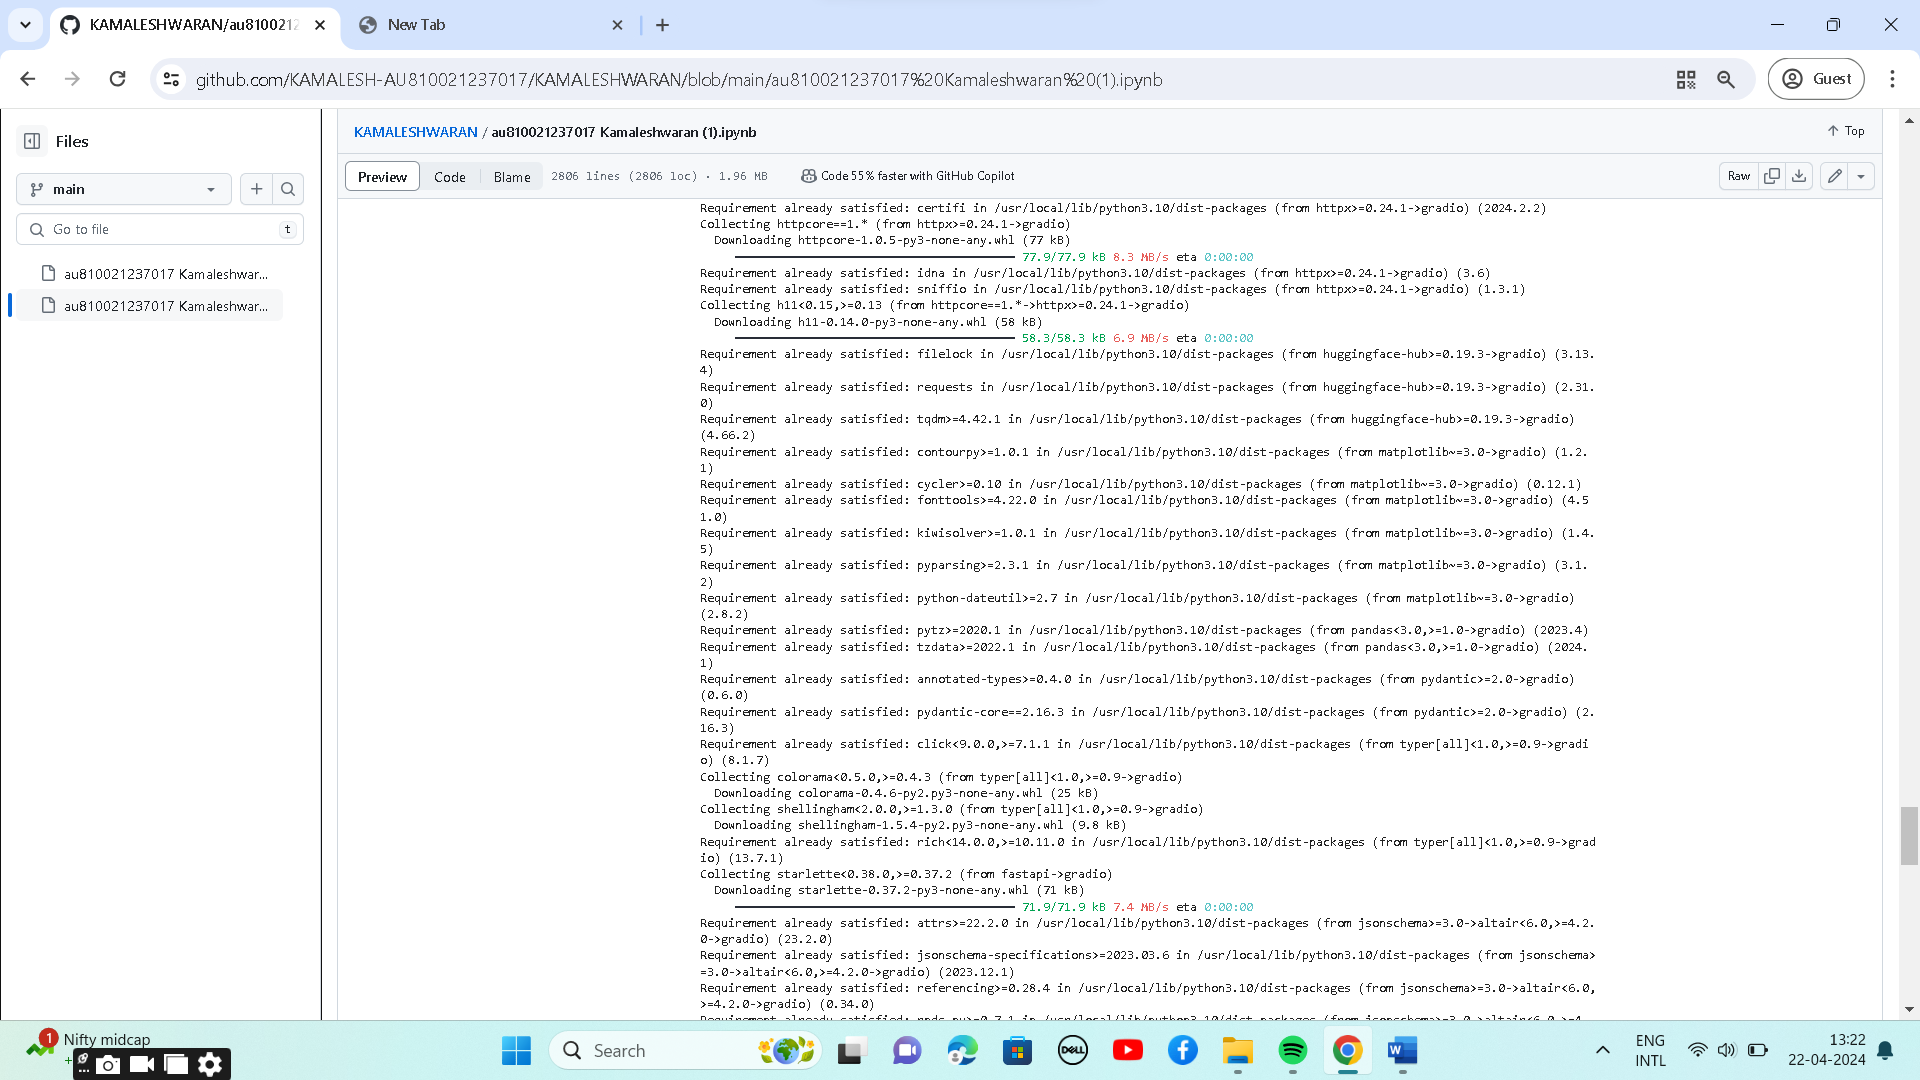 KAMALESHWARAN/au8100212
New Tab
github.com/KAMALESH-AU810021237017/KAMALESHWARAN/blob/main/au810021237017%20Kamaleshwaran%20(1).ipynb
Guest
Files
KAMALESHWARAN / au810021237017 Kamaleshwaran (1).ipynb
Top
main
Preview Code Blame 2806 lines (2806 loc) · 1.96 MB Code 55% faster with GitHub Copilot
Raw
Go to file t
au810021237017 Kamaleshwar...
au810021237017 Kamaleshwar...
Requirement already satisfied: certifi in /usr/local/lib/python3.10/dist-packages (from httpx>=0.24.1->gradio) (2024.2.2)
Collecting httpcore==1.* (from httpx>=0.24.1->gradio)
Downloading httpcore-1.0.5-py3-none-any.whl (77 kB)
77.9/77.9 kB 8.3 MB/s eta 0:00:00
Requirement already satisfied: idna in /usr/local/lib/python3.10/dist-packages (from httpx>=0.24.1->gradio) (3.6)
Requirement already satisfied: sniffio in /usr/local/lib/python3.10/dist-packages (from httpx>=0.24.1->gradio) (1.3.1)
Collecting h11<0.15,>=0.13 (from httpcore==1.*->httpx>=0.24.1->gradio)
Downloading h11-0.14.0-py3-none-any.whl (58 kB)
58.3/58.3 kB 6.9 MB/s eta 0:00:00
Requirement already satisfied: filelock in /usr/local/lib/python3.10/dist-packages (from huggingface-hub>=0.19.3->gradio) (3.13.
4)
Requirement already satisfied: requests in /usr/local/lib/python3.10/dist-packages (from huggingface-hub>=0.19.3->gradio) (2.31.
0)
Requirement already satisfied: tqdm>=4.42.1 in /usr/local/lib/python3.10/dist-packages (from huggingface-hub>=0.19.3->gradio)
(4.66.2)
Requirement already satisfied: contourpy>=1.0.1 in /usr/local/lib/python3.10/dist-packages (from matplotlib~=3.0->gradio) (1.2.
1)
Requirement already satisfied: cycler>=0.10 in /usr/local/lib/python3.10/dist-packages (from matplotlib~=3.0->gradio) (0.12.1)
Requirement already satisfied: fonttools>=4.22.0 in /usr/local/lib/python3.10/dist-packages (from matplotlib~=3.0->gradio) (4.5
1.0)
Requirement already satisfied: kiwisolver>=1.0.1 in /usr/local/lib/python3.10/dist-packages (from matplotlib~=3.0->gradio) (1.4.
5)
Requirement already satisfied: pyparsing>=2.3.1 in /usr/local/lib/python3.10/dist-packages (from matplotlib~=3.0->gradio) (3.1.
2)
Requirement already satisfied: python-dateutil>=2.7 in /usr/local/lib/python3.10/dist-packages (from matplotlib~=3.0->gradio)
(2.8.2)
Requirement already satisfied: pytz>=2020.1 in /usr/local/lib/python3.10/dist-packages (from pandas<3.0,>=1.0->gradio) (2023.4)
Requirement already satisfied: tzdata>=2022.1 in /usr/local/lib/python3.10/dist-packages (from pandas<3.0,>=1.0->gradio) (2024.
1)
Requirement already satisfied: annotated-types>=0.4.0 in /usr/local/lib/python3.10/dist-packages (from pydantic>=2.0->gradio)
(0.6.0)
Requirement already satisfied: pydantic-core==2.16.3 in /usr/local/lib/python3.10/dist-packages (from pydantic>=2.0->gradio) (2.
16.3)
Requirement already satisfied: click<9.0.0,>=7.1.1 in /usr/local/lib/python3.10/dist-packages (from typer[all]<1.0,>=0.9->gradi
o) (8.1.7)
Collecting colorama<0.5.0,>=0.4.3 (from typer[all]<1.0,>=0.9->gradio)
Downloading colorama-0.4.6-py2.py3-none-any.whl (25 kB)
Collecting shellingham<2.0.0,>=1.3.0 (from typer[all]<1.0,>=0.9->gradio)
Downloading shellingham-1.5.4-py2.py3-none-any.whl (9.8 kB)
Requirement already satisfied: rich<14.0.0,>=10.11.0 in /usr/local/lib/python3.10/dist-packages (from typer[all]<1.0,>=0.9->grad
io) (13.7.1)
Collecting starlette<0.38.0,>=0.37.2 (from fastapi->gradio)
Downloading starlette-0.37.2-py3-none-any.whl (71 kB)
71.9/71.9 kB 7.4 MB/s eta 0:00:00
Requirement already satisfied: attrs>=22.2.0 in /usr/local/lib/python3.10/dist-packages (from jsonschema>=3.0->altair<6.0,>=4.2.
0->gradio) (23.2.0)
Requirement already satisfied: jsonschema-specifications>=2023.03.6 in /usr/local/lib/python3.10/dist-packages (from jsonschema>
=3.0->altair<6.0,>=4.2.0->gradio) (2023.12.1)
Requirement already satisfied: referencing>=0.28.4 in /usr/local/lib/python3.10/dist-packages (from jsonschema>=3.0->altair<6.0,
>=4.2.0->gradio) (0.34.0)
1 Nifty midcap
Search
DELL
ENG
INTL
13:22
22-04-2024